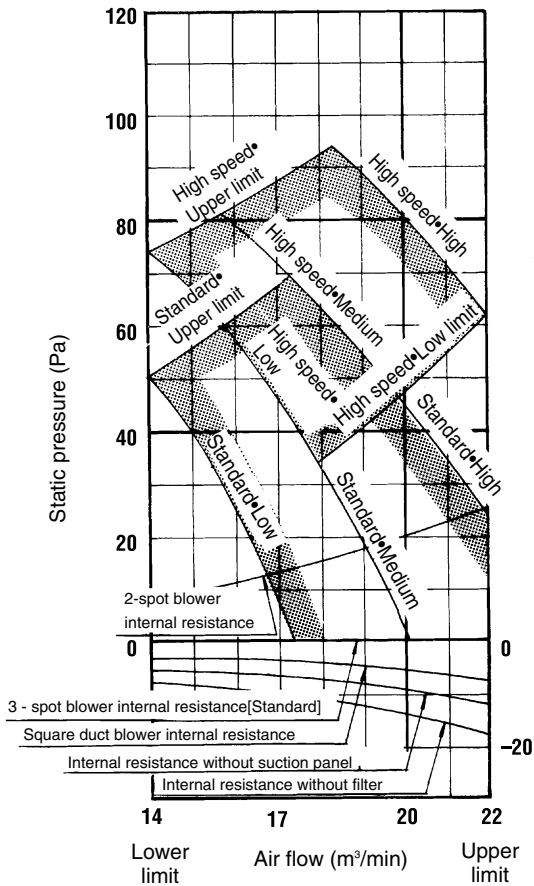 120
100
80
60
40
20
0
Static pressure (Pa)
High speed•
Upper limit
High speed•High
Standard•
Upper limit
High speed•Medium
High speed•
Low
High speed•Low limit
Standard•Low
Standard•High
Standard•Medium
2-spot blower
internal resistance
0
3 - spot blower internal resistance[Standard]
Square duct blower internal resistance
−20
Internal resistance without suction panel
Internal resistance without filter
14 17 20 22
Lower
limit
Air flow (m³/min)
Upper
limit